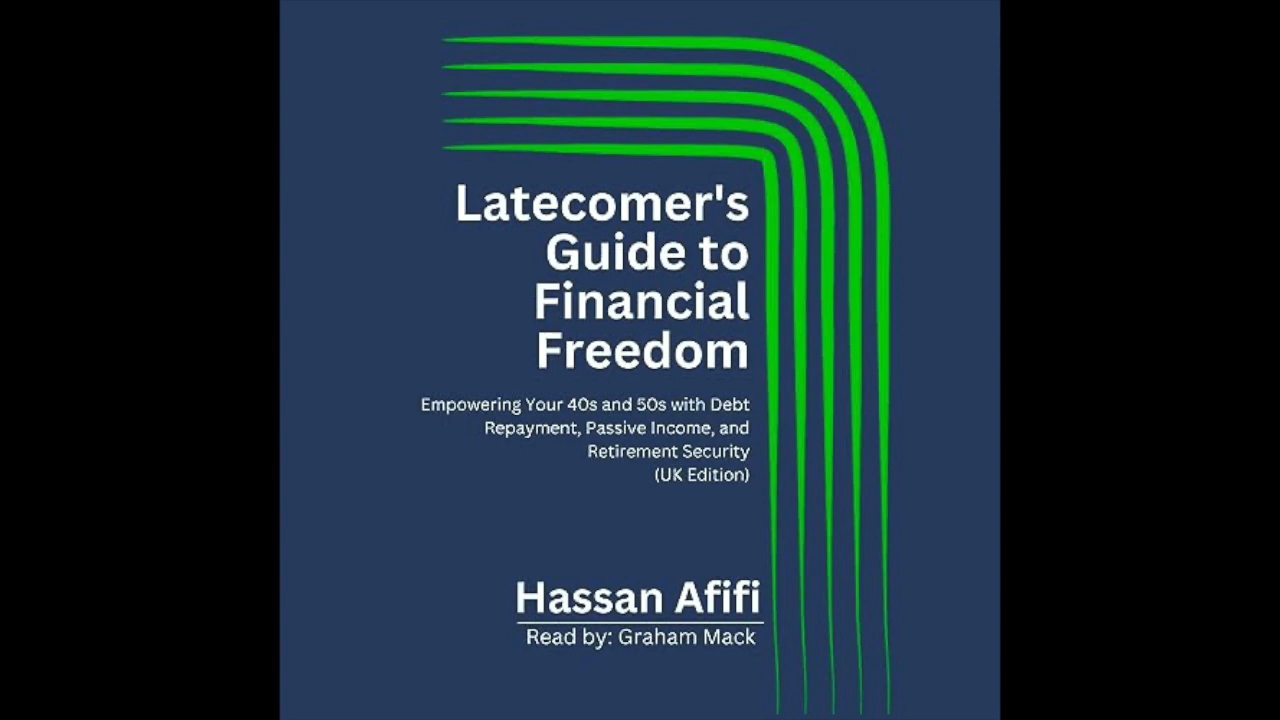 Latecomer's
Guide to
Financial
Freedom
Empowering Your 40s and 50s with Debt
Repayment, Passive Income, and
Retirement Security
(UK Edition)
Hassan Afifi
Read by: Graham Mack